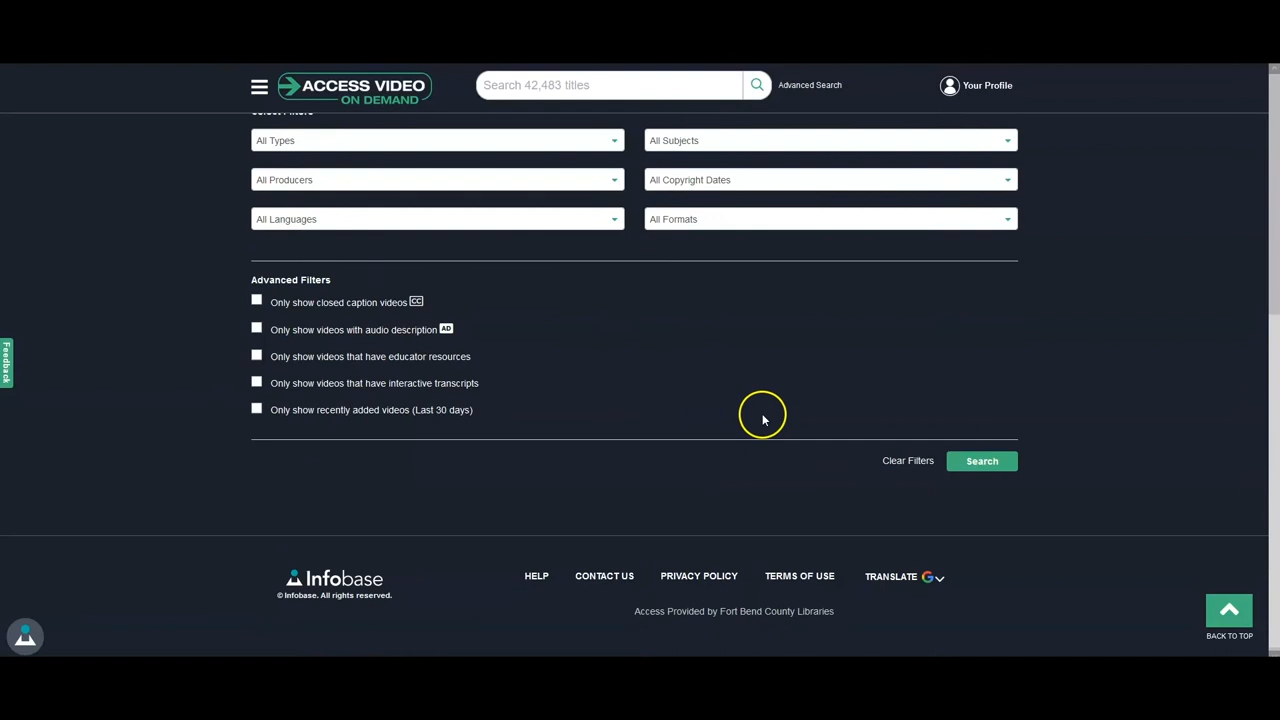 ACCESS VIDEO
ON DEMAND
Search 42,483 titles
Advanced Search
Your Profile
Select Filters
All Types
All Subjects
All Producers
All Copyright Dates
All Languages
All Formats
Advanced Filters
Only show closed caption videos CC
Only show videos with audio description AD
Only show videos that have educator resources
Only show videos that have interactive transcripts
Only show recently added videos (Last 30 days)
Clear Filters
Search
Feedback
Infobase
© Infobase. All rights reserved.
HELP
CONTACT US
PRIVACY POLICY
TERMS OF USE
TRANSLATE G
Access Provided by Fort Bend County Libraries
BACK TO TOP